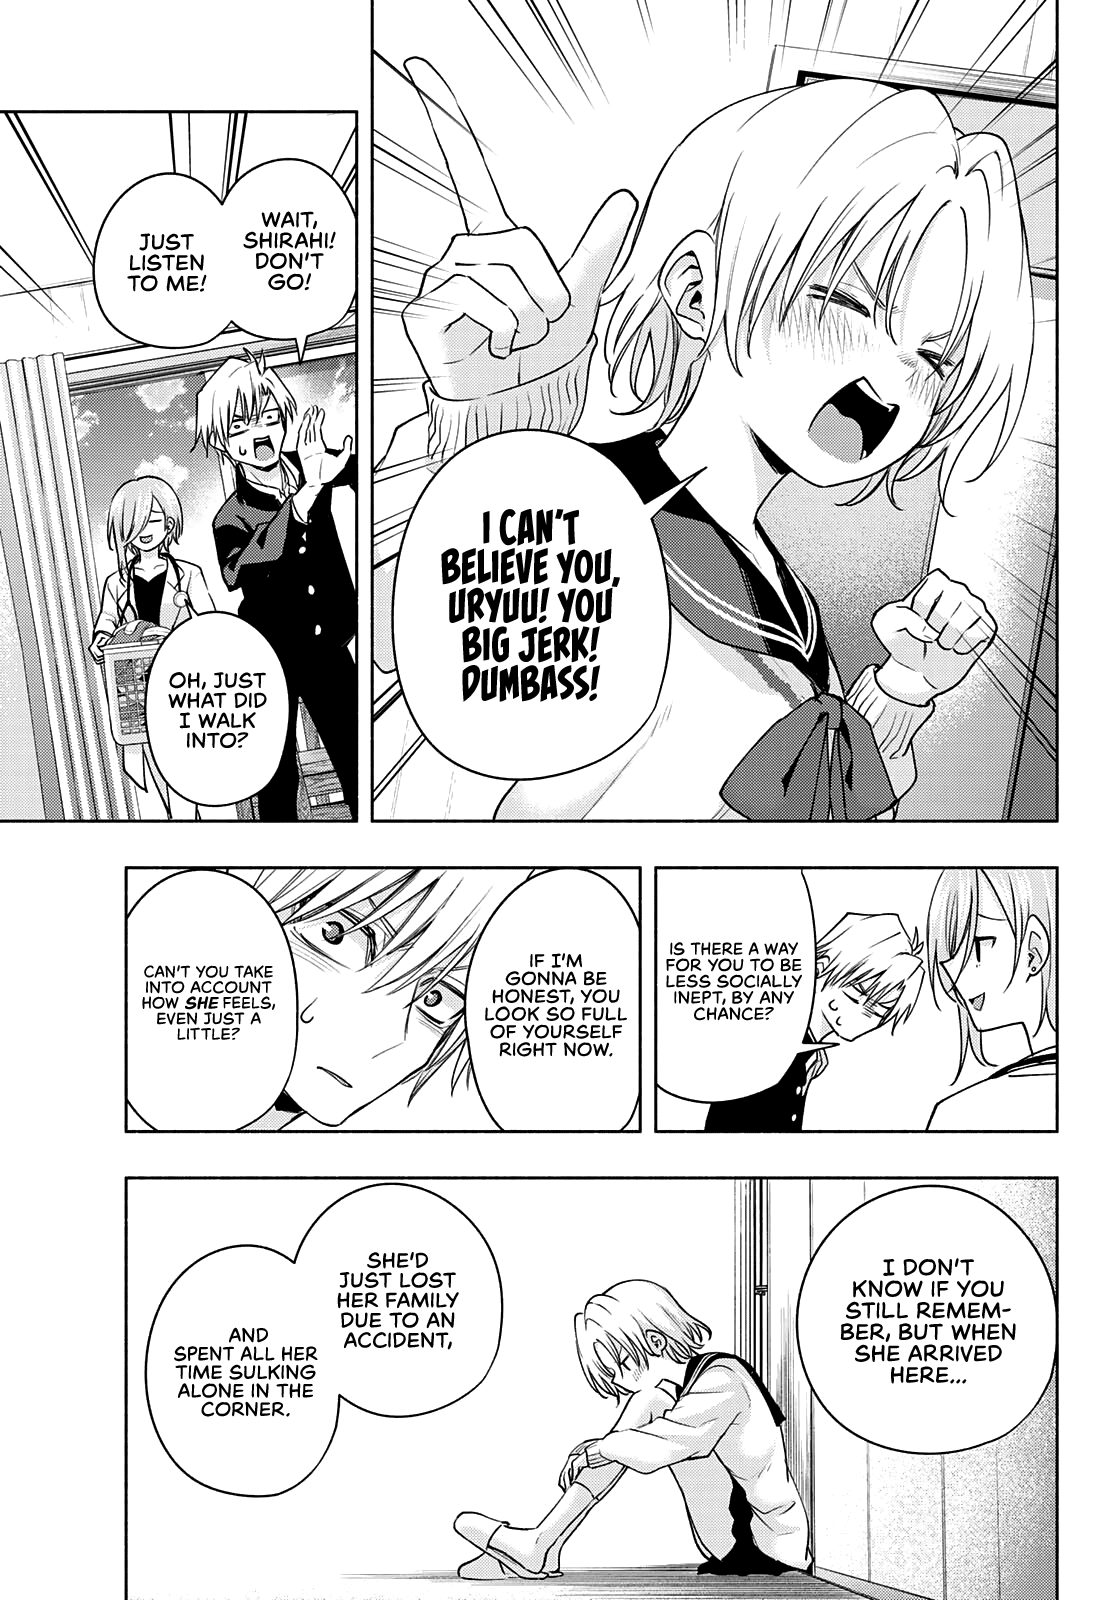 I CAN'T
BELIEVE YOU,
URYUU! YOU
BIG JERK!
DUMBASS!
WAIT,
SHIRAHI!
DON'T
GO!
JUST
LISTEN
TO ME!
OH, JUST
WHAT DID
I WALK
INTO?
IS THERE A WAY
FOR YOU TO BE
LESS SOCIALLY
INEPT, BY ANY
CHANCE?
IF I'M
GONNA BE
HONEST, YOU
LOOK SO FULL
OF YOURSELF
RIGHT NOW.
CAN'T YOU TAKE
INTO ACCOUNT
HOW SHE FEELS,
EVEN JUST A
LITTLE?
I DON'T
KNOW IF YOU
STILL REMEM-
BER, BUT WHEN
SHE ARRIVED
HERE...
SHE'D
JUST LOST
HER FAMILY
DUE TO AN
ACCIDENT,
AND
SPENT ALL HER
TIME SULKING
ALONE IN THE
CORNER.